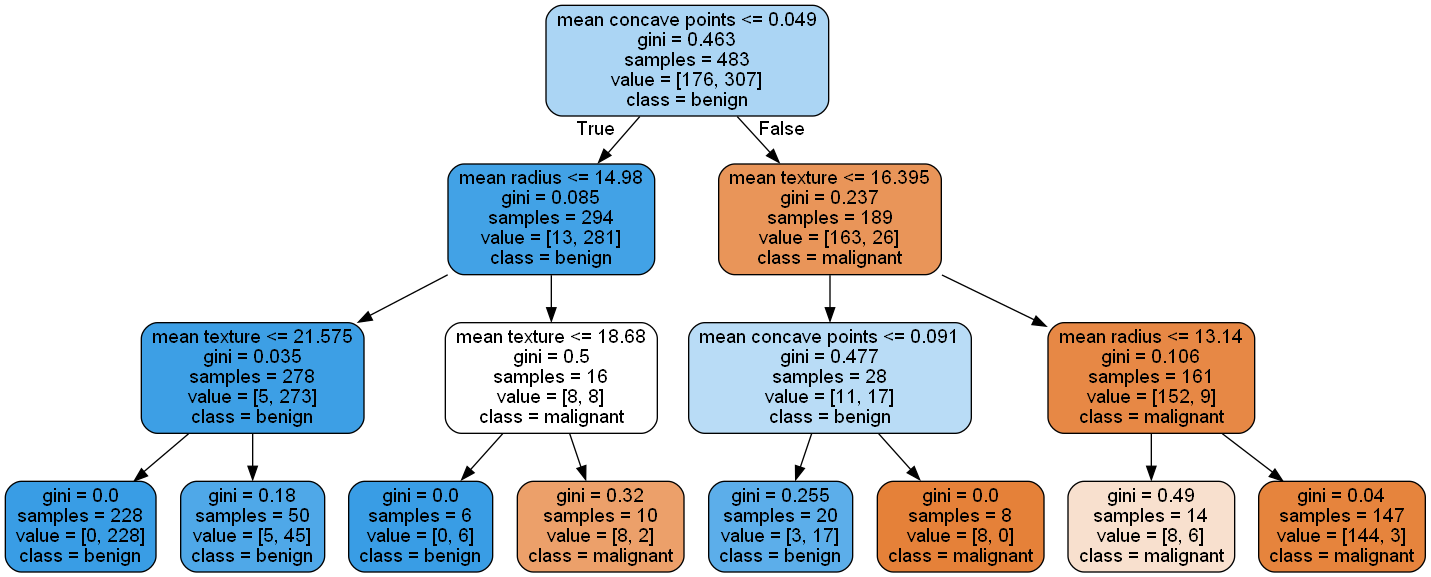 mean concave points <= 0.049
gini = 0.463
samples = 483
value = [176, 307]
class = benign
True
False
mean radius <= 14.98
gini = 0.085
samples = 294
value = [13, 281]
class = benign
mean texture <= 16.395
gini = 0.237
samples = 189
value = [163, 26]
class = malignant
mean texture <= 21.575
gini = 0.035
samples = 278
value = [5, 273]
class = benign
mean texture <= 18.68
gini = 0.5
samples = 16
value = [8, 8]
class = malignant
mean concave points <= 0.091
gini = 0.477
samples = 28
value = [11, 17]
class = benign
mean radius <= 13.14
gini = 0.106
samples = 161
value = [152, 9]
class = malignant
gini = 0.0
samples = 228
value = [0, 228]
class = benign
gini = 0.18
samples = 50
value = [5, 45]
class = benign
gini = 0.0
samples = 6
value = [0, 6]
class = benign
gini = 0.32
samples = 10
value = [8, 2]
class = malignant
gini = 0.255
samples = 20
value = [3, 17]
class = benign
gini = 0.0
samples = 8
value = [8, 0]
class = malignant
gini = 0.49
samples = 14
value = [8, 6]
class = malignant
gini = 0.04
samples = 147
value = [144, 3]
class = malignant